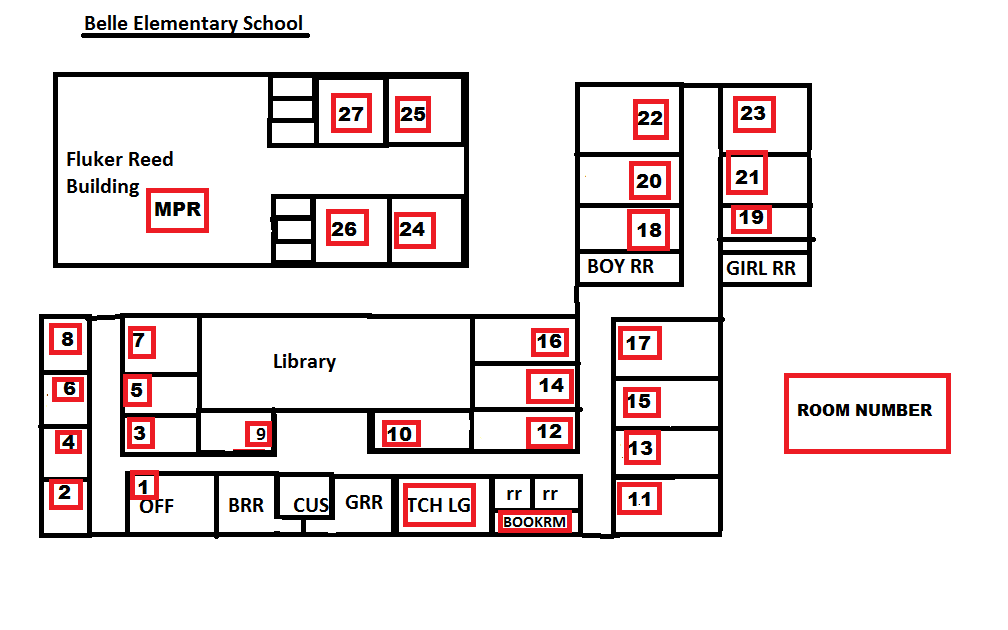 Belle Elementary School
27
25
22
23
Fluker Reed
Building
MPR
20
21
26
24
18
19
BOY RR
GIRL RR
8
7
Library
16
17
6
5
14
15
ROOM NUMBER
4
3
9
10
12
13
2
1
OFF
BRR
CUS
GRR
TCH LG
rr
rr
11
BOOKRM